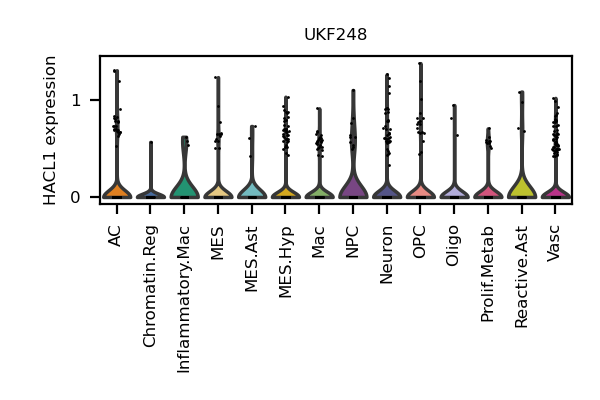 UKF248
HACL1 expression
1
0
AC
Chromatin.Reg
Inflammatory.Mac
MES
MES.Ast
MES.Hyp
Mac
NPC
Neuron
OPC
Oligo
Prolif.Metab
Reactive.Ast
Vasc